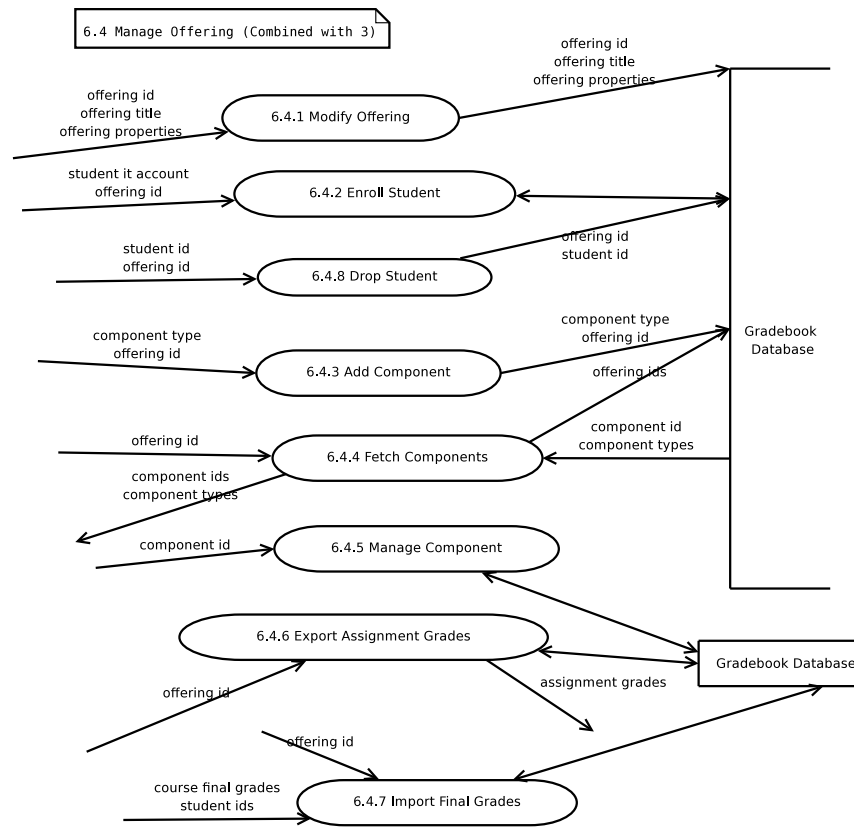 6.4 Manage Offering (Combined with 3)
offering id
offering title
offering properties
offering id
offering title
offering properties
6.4.1 Modify Offering
student it account
offering id
6.4.2 Enroll Student
student id
offering id
6.4.8 Drop Student
offering id
student id
component type
offering id
6.4.3 Add Component
component type
offering id
offering ids
Gradebook
Database
offering id
6.4.4 Fetch Components
component id
component types
component ids
component types
component id
6.4.5 Manage Component
6.4.6 Export Assignment Grades
offering id
assignment grades
Gradebook Database
offering id
course final grades
student ids
6.4.7 Import Final Grades